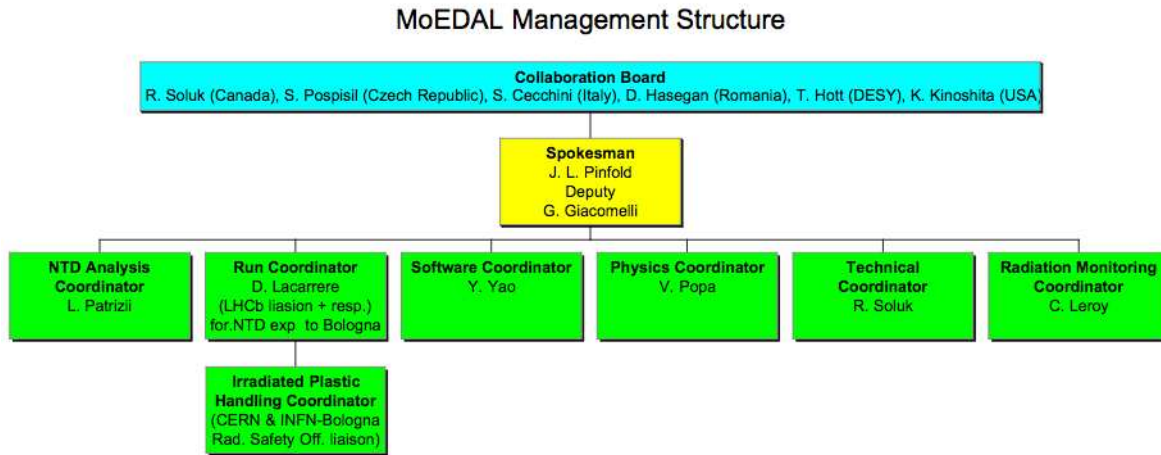 MoEDAL Management Structure
Collaboration Board
R. Soluk (Canada), S. Pospisil (Czech Republic), S. Cecchini (Italy), D. Hasegan (Romania), T. Hott (DESY), K. Kinoshita (USA)
Spokesman
J. L. Pinfold
Deputy
G. Giacomelli
NTD Analysis
Coordinator
L. Patrizii
Run Coordinator
D. Lacarrere
(LHCb liasion + resp.)
for.NTD exp. to Bologna
Software Coordinator
Y. Yao
Physics Coordinator
V. Popa
Technical
Coordinator
R. Soluk
Radiation Monitoring
Coordinator
C. Leroy
Irradiated Plastic
Handling Coordinator
(CERN & INFN-Bologna
Rad. Safety Off. liaison)